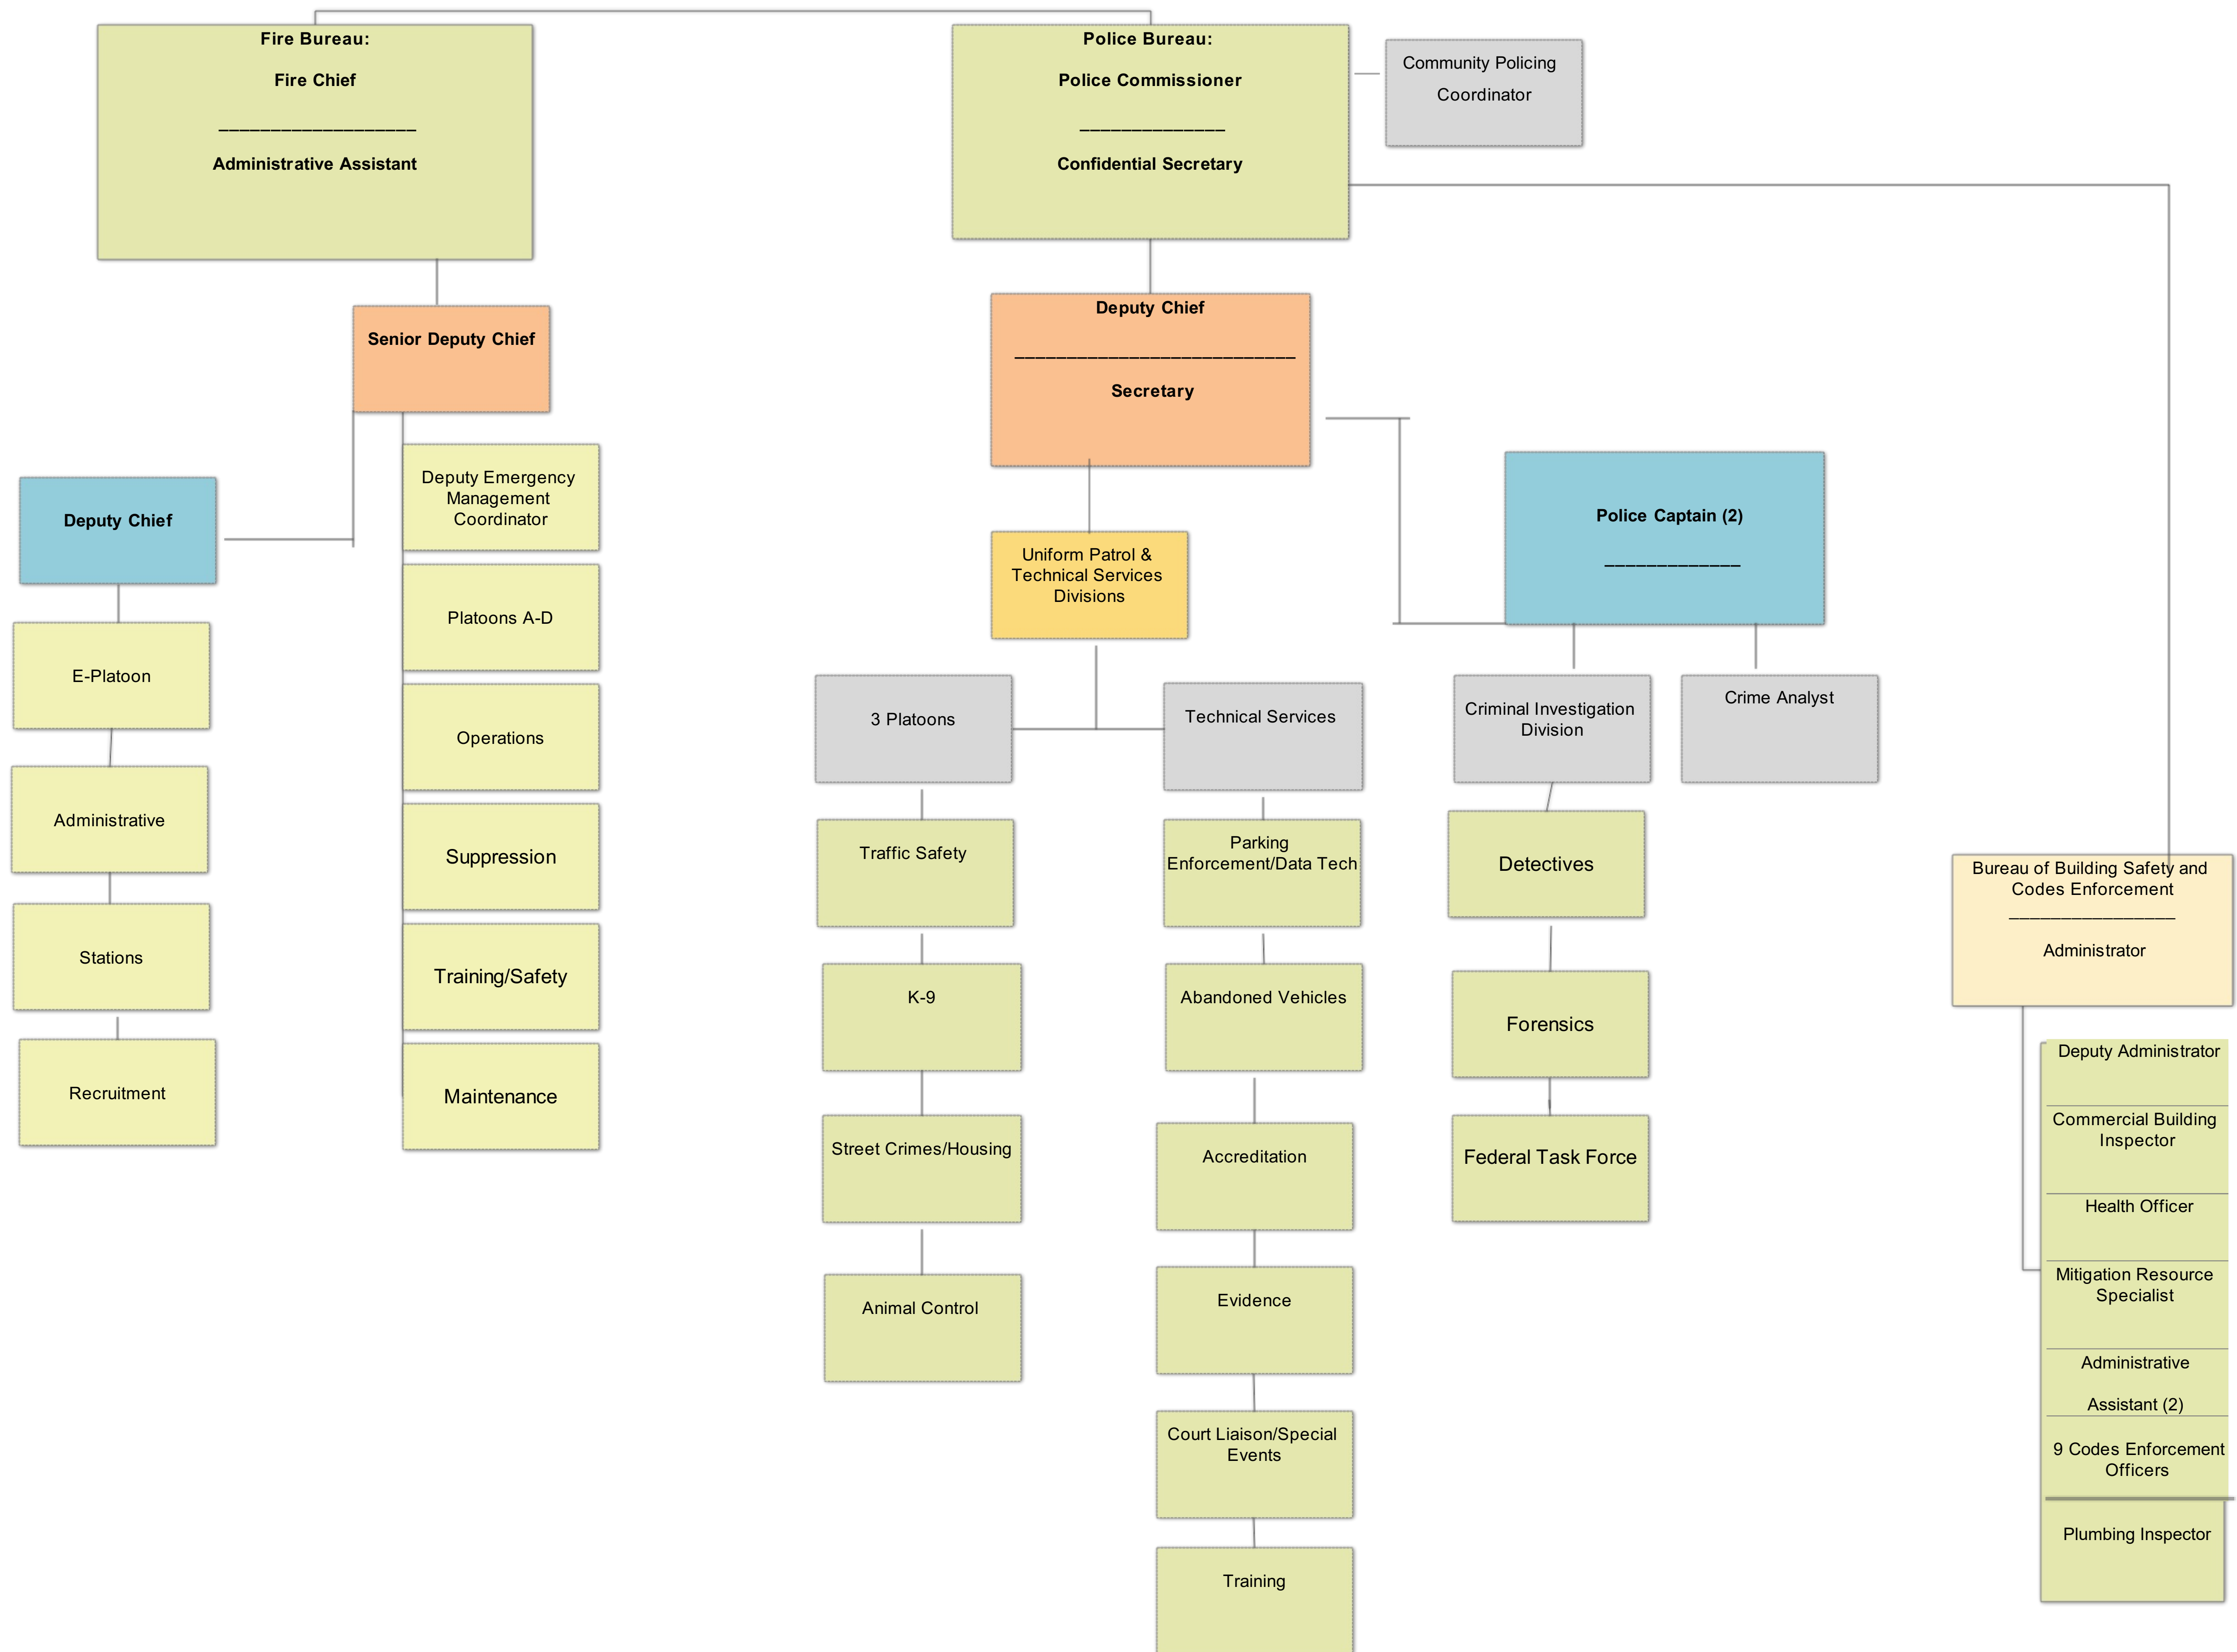 Fire Bureau:
Fire Chief
___________________
Administrative Assistant
Police Bureau:
Police Commissioner
______________
Confidential Secretary
Community Policing
Coordinator
Senior Deputy Chief
Deputy Chief
___________________________
Secretary
Deputy Chief
Deputy Emergency
Management
Coordinator
Police Captain (2)
_____________
Uniform Patrol &
Technical Services
Divisions
E-Platoon
Administrative
Stations
Recruitment
Platoons A-D
Operations
Suppression
Training/Safety
Maintenance
3 Platoons
Traffic Safety
K-9
Street Crimes/Housing
Animal Control
Technical Services
Parking
Enforcement/Data Tech
Abandoned Vehicles
Accreditation
Evidence
Court Liaison/Special
Events
Training
Criminal Investigation
Division
Detectives
Forensics
Federal Task Force
Crime Analyst
Bureau of Building Safety and
Codes Enforcement
________________
Administrator
Deputy Administrator
Commercial Building
Inspector
Health Officer
Mitigation Resource
Specialist
Administrative
Assistant (2)
9 Codes Enforcement
Officers
Plumbing Inspector